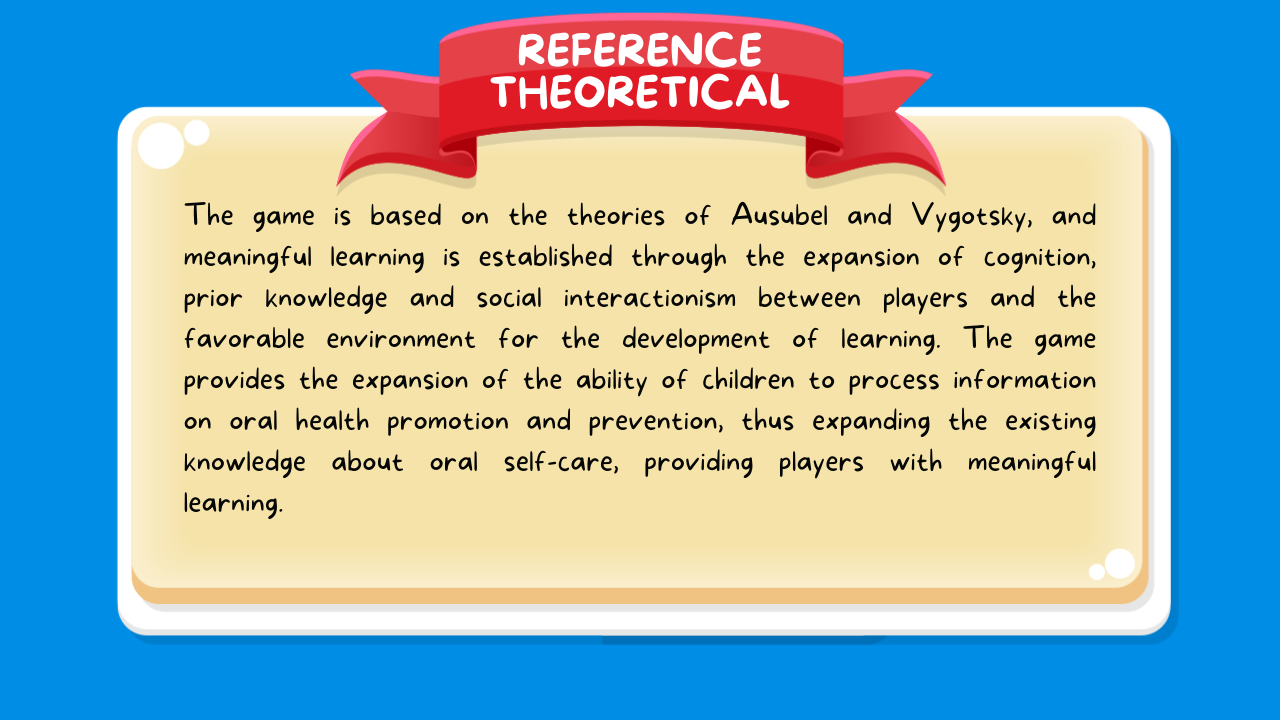 REFERENCE
THEORETICAL
The game is based on the theories of Ausubel and Vygotsky, and
meaningful learning is established through the expansion of cognition,
prior knowledge and social interactionism between players and the
favorable environment for the development of learning. The game
provides the expansion of the ability of children to process information
on oral health promotion and prevention, thus expanding the existing
knowledge about oral self-care, providing players with meaningful
learning.